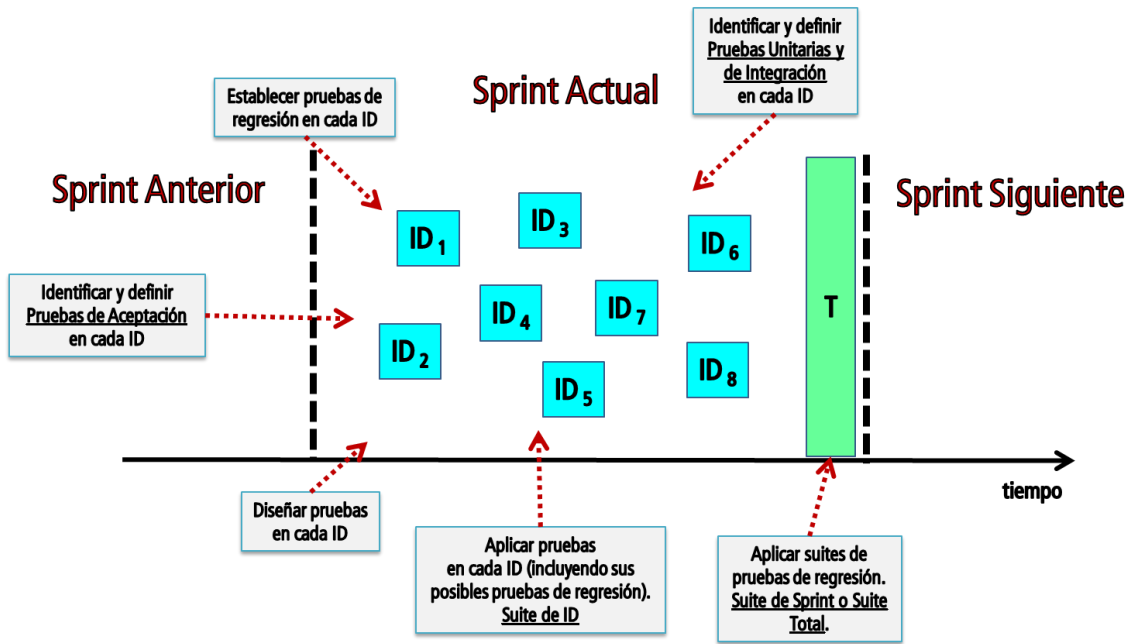 Identificar y definir
Pruebas Unitarias y
de Integración
en cada ID
Sprint Actual
Establecer pruebas de
regresión en cada ID
Sprint Anterior
Sprint Siguiente
ID1
ID3
ID6
Identificar y definir
Pruebas de Aceptación
en cada ID
ID4
ID7
T
ID2
ID5
ID8
tiempo
Diseñar pruebas
en cada ID
Aplicar pruebas
en cada ID (incluyendo sus
posibles pruebas de regresión).
Suite de ID
Aplicar suites de
pruebas de regresión.
Suite de Sprint o Suite
Total.